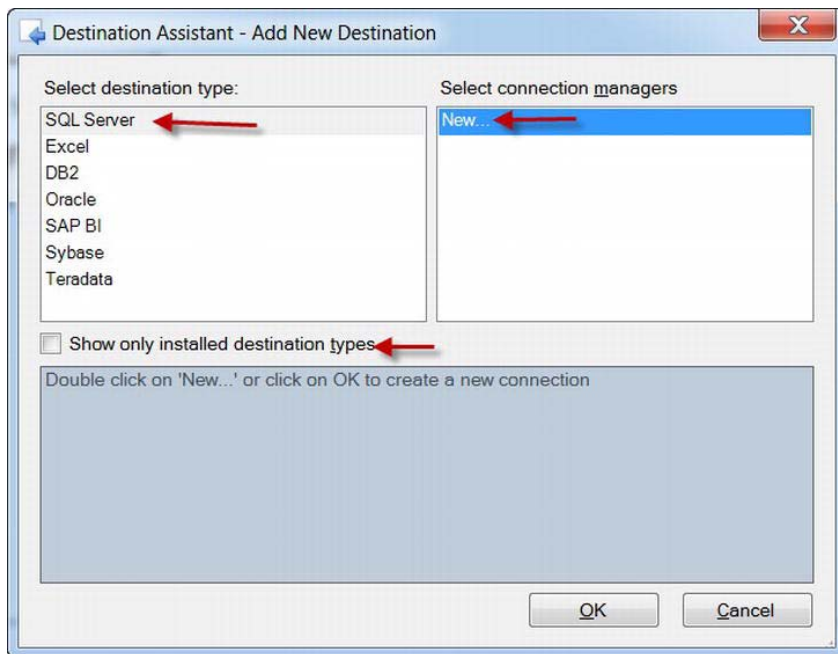 Destination Assistant - Add New Destination
Select destination type:
SQL Server
Excel
DB2
Oracle
SAP BI
Sybase
Teradata
Select connection managers
New...
Show only installed destination types
Double click on 'New...' or click on OK to create a new connection
OK
Cancel